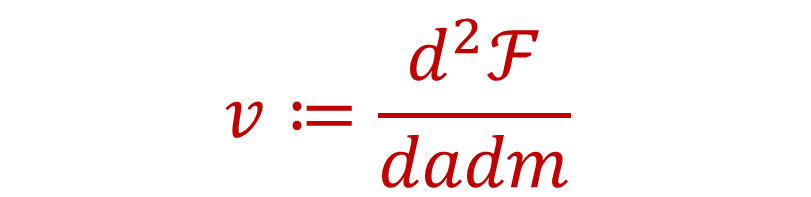 v ≔ d²ℱ / dadm